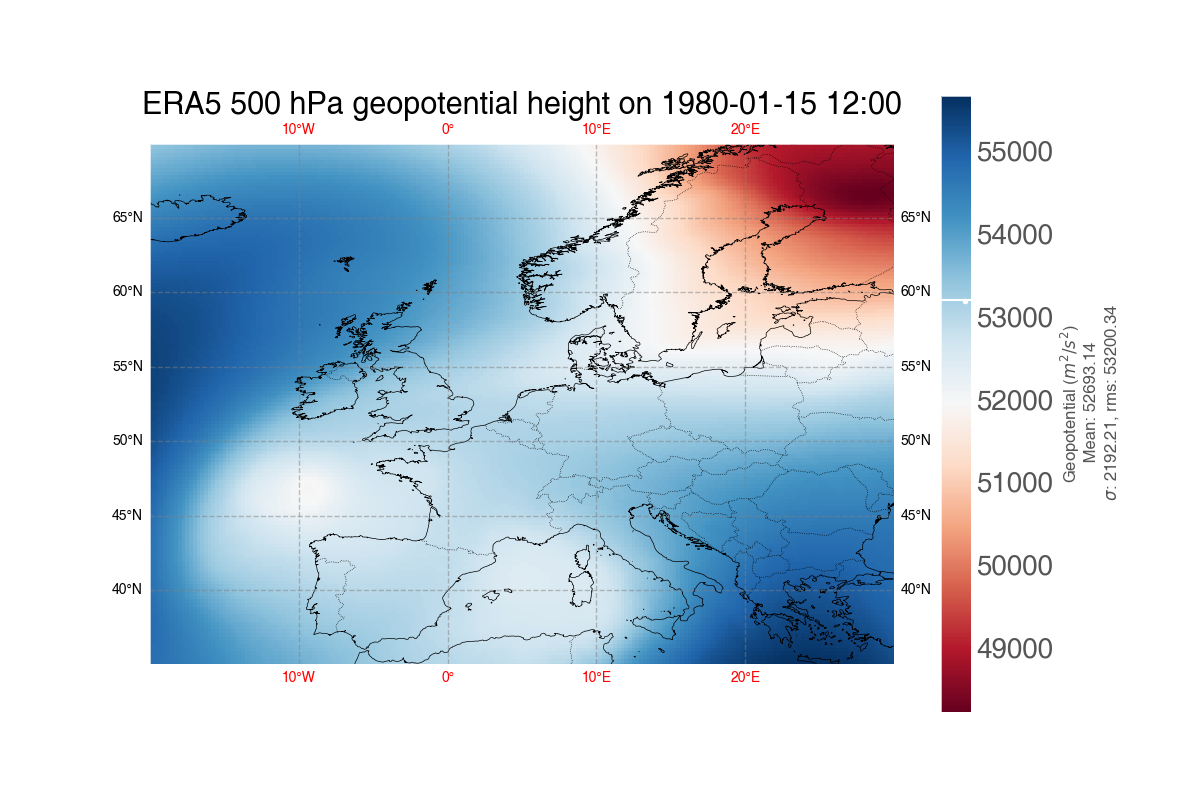 ERA5 500 hPa geopotential height on 1980-01-15 12:00
10°W 0° 10°E 20°E
65°N 65°N
60°N 60°N
55°N 55°N
50°N 50°N
45°N 45°N
40°N 40°N
10°W 0° 10°E 20°E
55000
54000
53000
52000
51000
50000
49000
Geopotential (m²/s²)
Mean: 52693.14
σ: 2192.21, rms: 53200.34